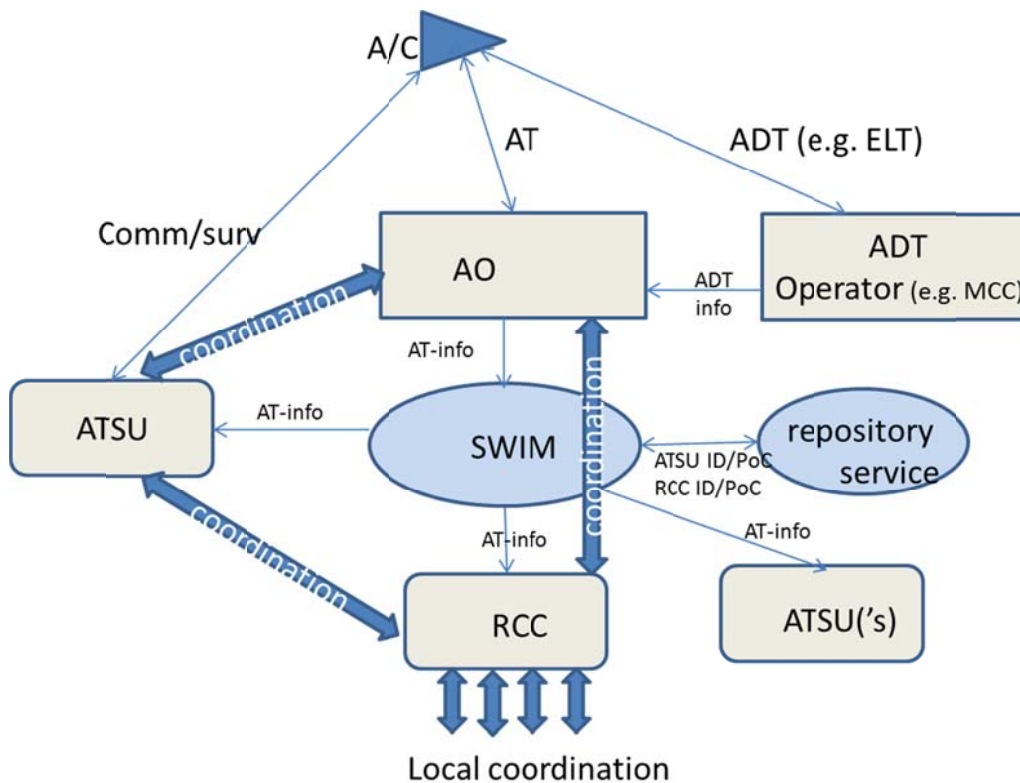 A/C
AT
ADT (e.g. ELT)
Comm/surv
AO
ADT
Operator (e.g. MCC)
ADT
info
coordination
AT-info
coordination
ATSU
AT-info
SWIM
repository
service
ATSU ID/PoC
RCC ID/PoC
coordination
AT-info
AT-info
RCC
ATSU('s)
Local coordination